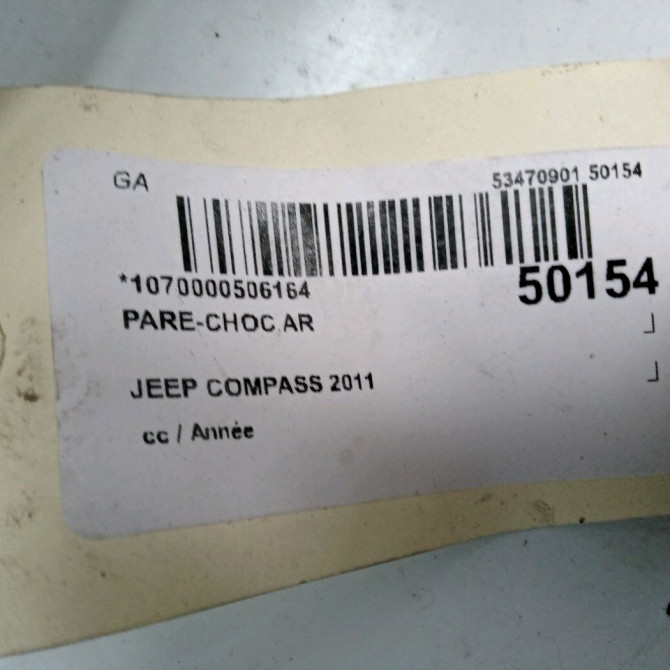 GA 53470901 50154
*1070000506164 50154
PARE-CHOC AR
JEEP COMPASS 2011
cc / Année